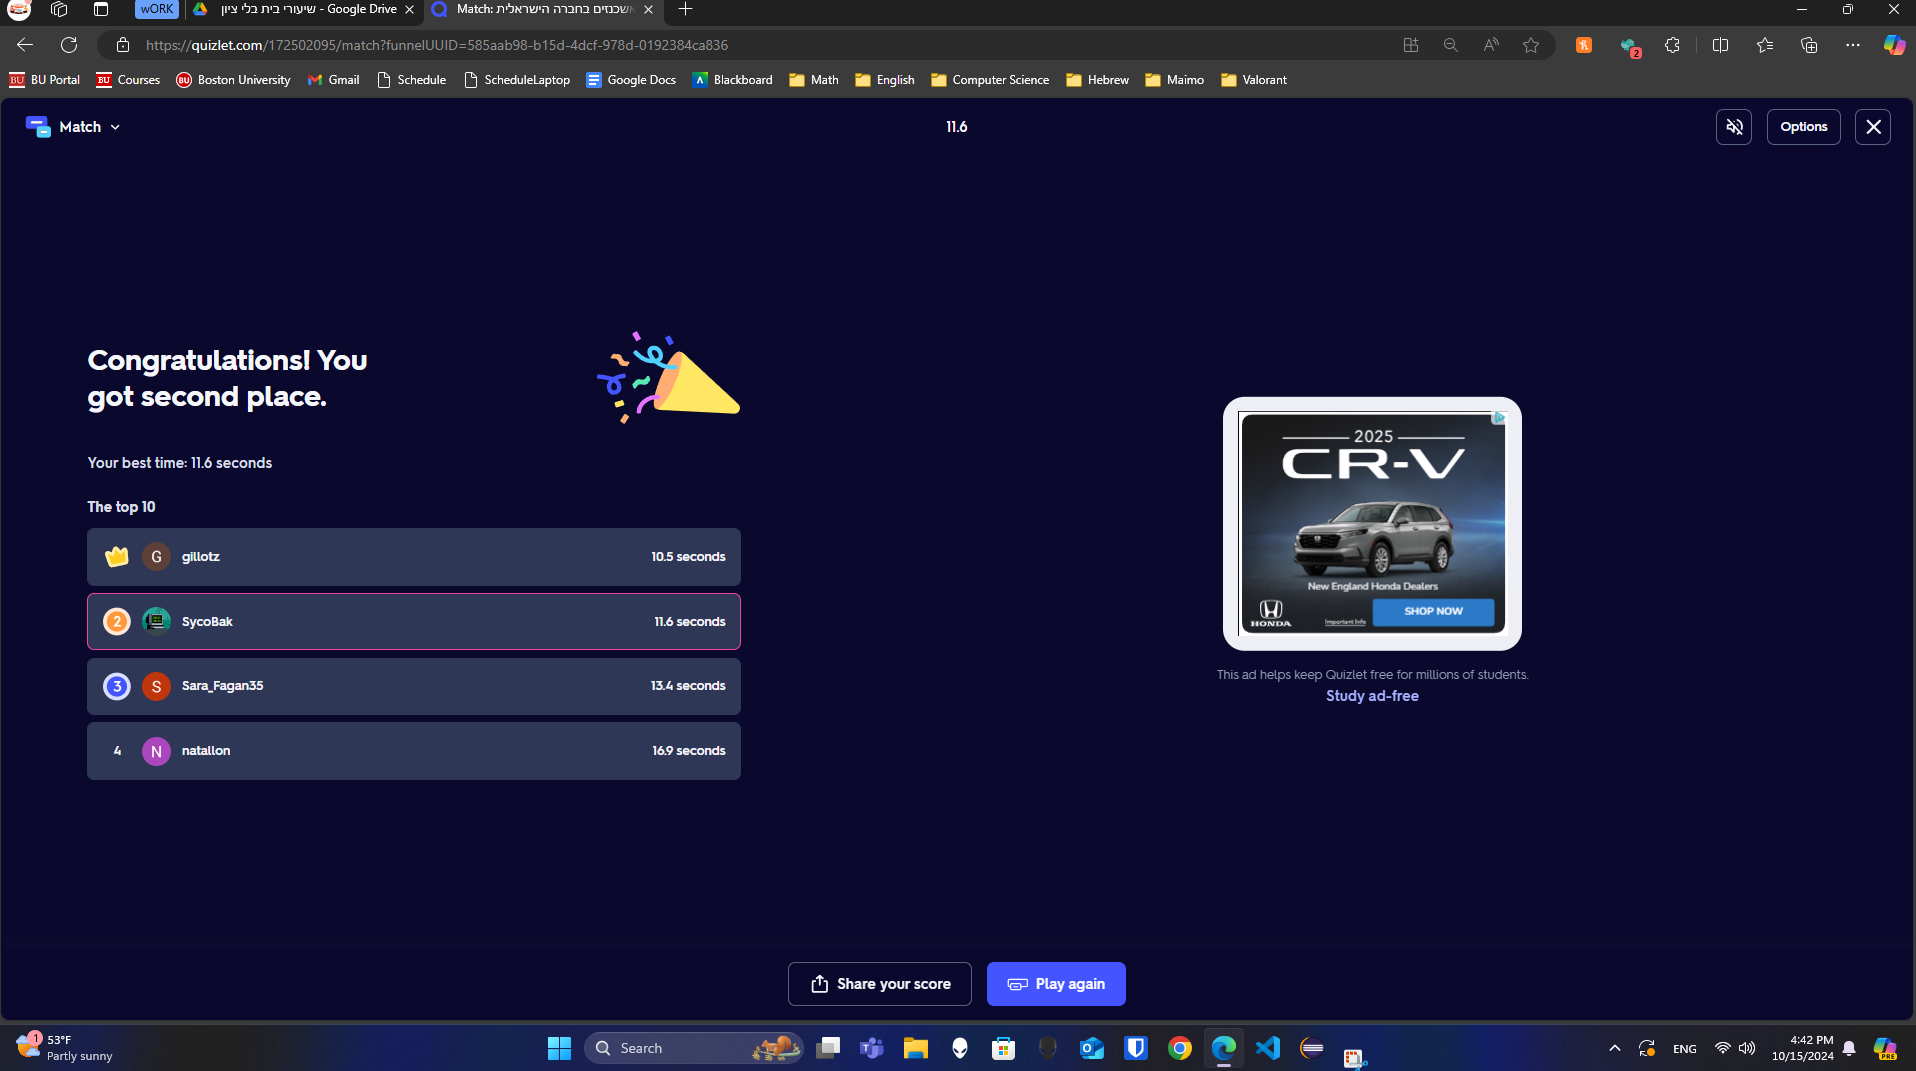 wORK
שיעורי בית בלי ציון - Google Drive
Match: אשכנזים בחברה הישראלית
https://quizlet.com/172502095/match?funnelUUID=585aab98-b15d-4dcf-978d-0192384ca836
2
BU Portal
Courses
Boston University
Gmail
Schedule
ScheduleLaptop
Google Docs
Blackboard
Math
English
Computer Science
Hebrew
Maimo
Valorant
Match
11.6
Options
Congratulations! You
got second place.
Your best time: 11.6 seconds
The top 10
G gillotz 10.5 seconds
2 SycoBak 11.6 seconds
3 S Sara_Fagan35 13.4 seconds
4 N natallon 16.9 seconds
2025
CR-V
New England Honda Dealers
HONDA
Important Info
SHOP NOW
This ad helps keep Quizlet free for millions of students.
Study ad-free
Share your score
Play again
1
53°F
Partly sunny
Search
ENG
4:42 PM
10/15/2024
PRE